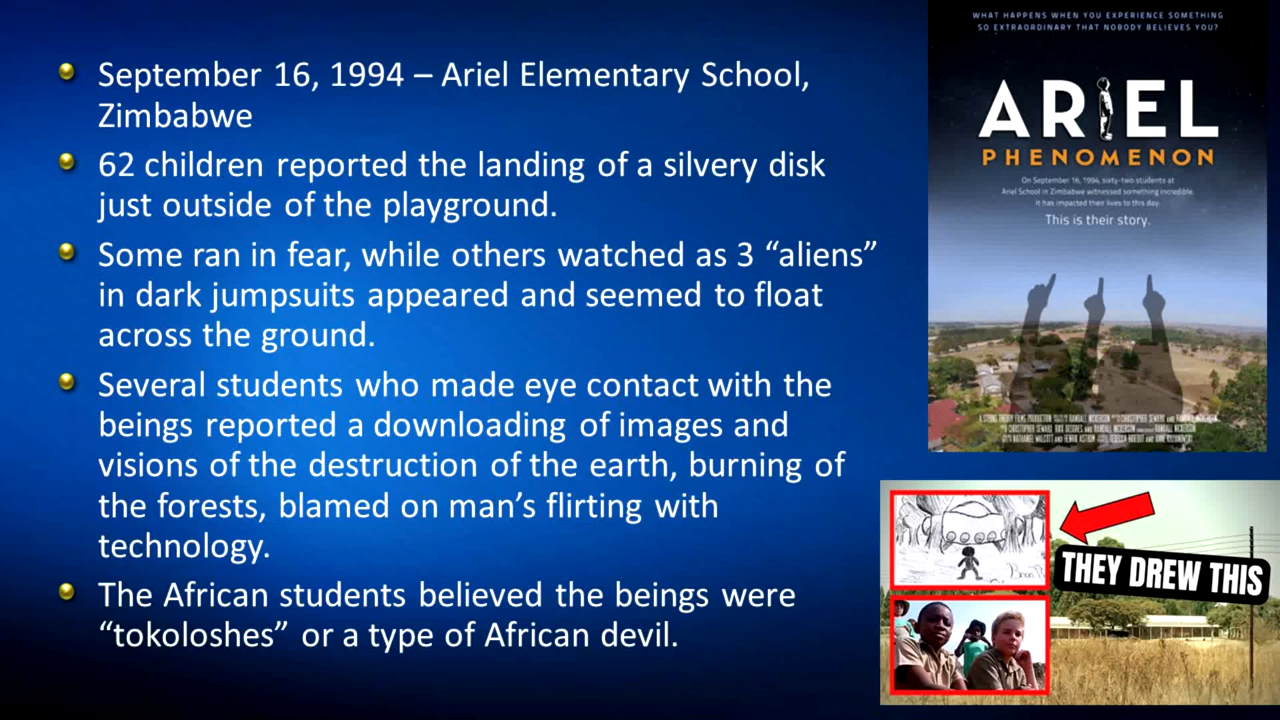 September 16, 1994 – Ariel Elementary School,
Zimbabwe
62 children reported the landing of a silvery disk
just outside of the playground.
Some ran in fear, while others watched as 3 “aliens”
in dark jumpsuits appeared and seemed to float
across the ground.
Several students who made eye contact with the
beings reported a downloading of images and
visions of the destruction of the earth, burning of
the forests, blamed on man’s flirting with
technology.
The African students believed the beings were
“tokoloshes” or a type of African devil.
WHAT HAPPENS WHEN YOU EXPERIENCE SOMETHING
SO EXTRAORDINARY THAT NOBODY BELIEVES YOU?
ARIEL
PHENOMENON
On September 16, 1994, sixty-two students at
Ariel School in Zimbabwe witnessed something incredible.
It has impacted their lives to this day.
This is their story.
THEY DREW THIS
Brian